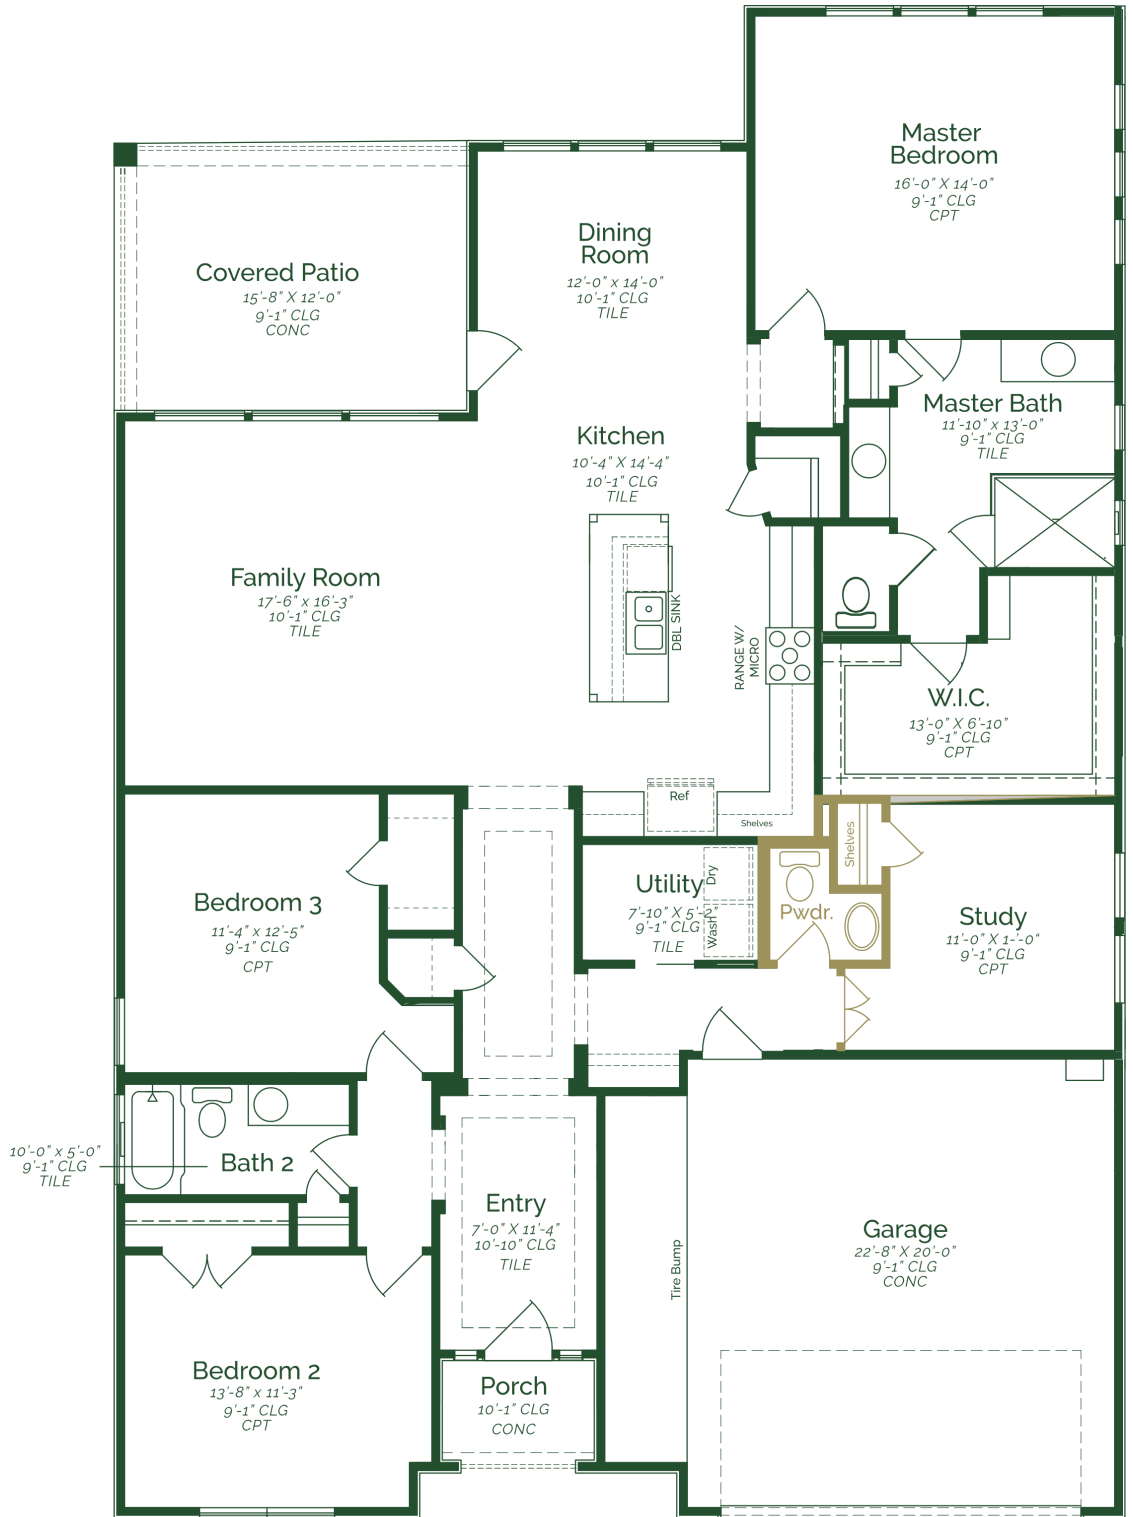 Master
Bedroom
16'-0" X 14'-0"
9'-1" CLG
CPT
Dining
Room
12'-0" x 14'-0"
10'-1" CLG
TILE
Covered Patio
15'-8" X 12'-0"
9'-1" CLG
CONC
Master Bath
11'-10" x 13'-0"
9'-1" CLG
TILE
Kitchen
10'-4" X 14'-4"
10'-1" CLG
TILE
Family Room
17'-6" x 16'-3"
10'-1" CLG
TILE
DBL SINK
RANGE W/
MICRO
W.I.C.
13'-0" X 6'-10"
9'-1" CLG
CPT
Ref
Shelves
Shelves
Utility
7'-10" X 5'-2"
9'-1" CLG
TILE
Dry
Wash
Pwdr.
Bedroom 3
11'-4" x 12'-5"
9'-1" CLG
CPT
Study
11'-0" X 1-'-0"
9'-1" CLG
CPT
10'-0" x 5'-0"
9'-1" CLG
TILE
Bath 2
Entry
7'-0" X 11'-4"
10'-10" CLG
TILE
Tire Bump
Garage
22'-8" X 20'-0"
9'-1" CLG
CONC
Bedroom 2
13'-8" x 11'-3"
9'-1" CLG
CPT
Porch
10'-1" CLG
CONC